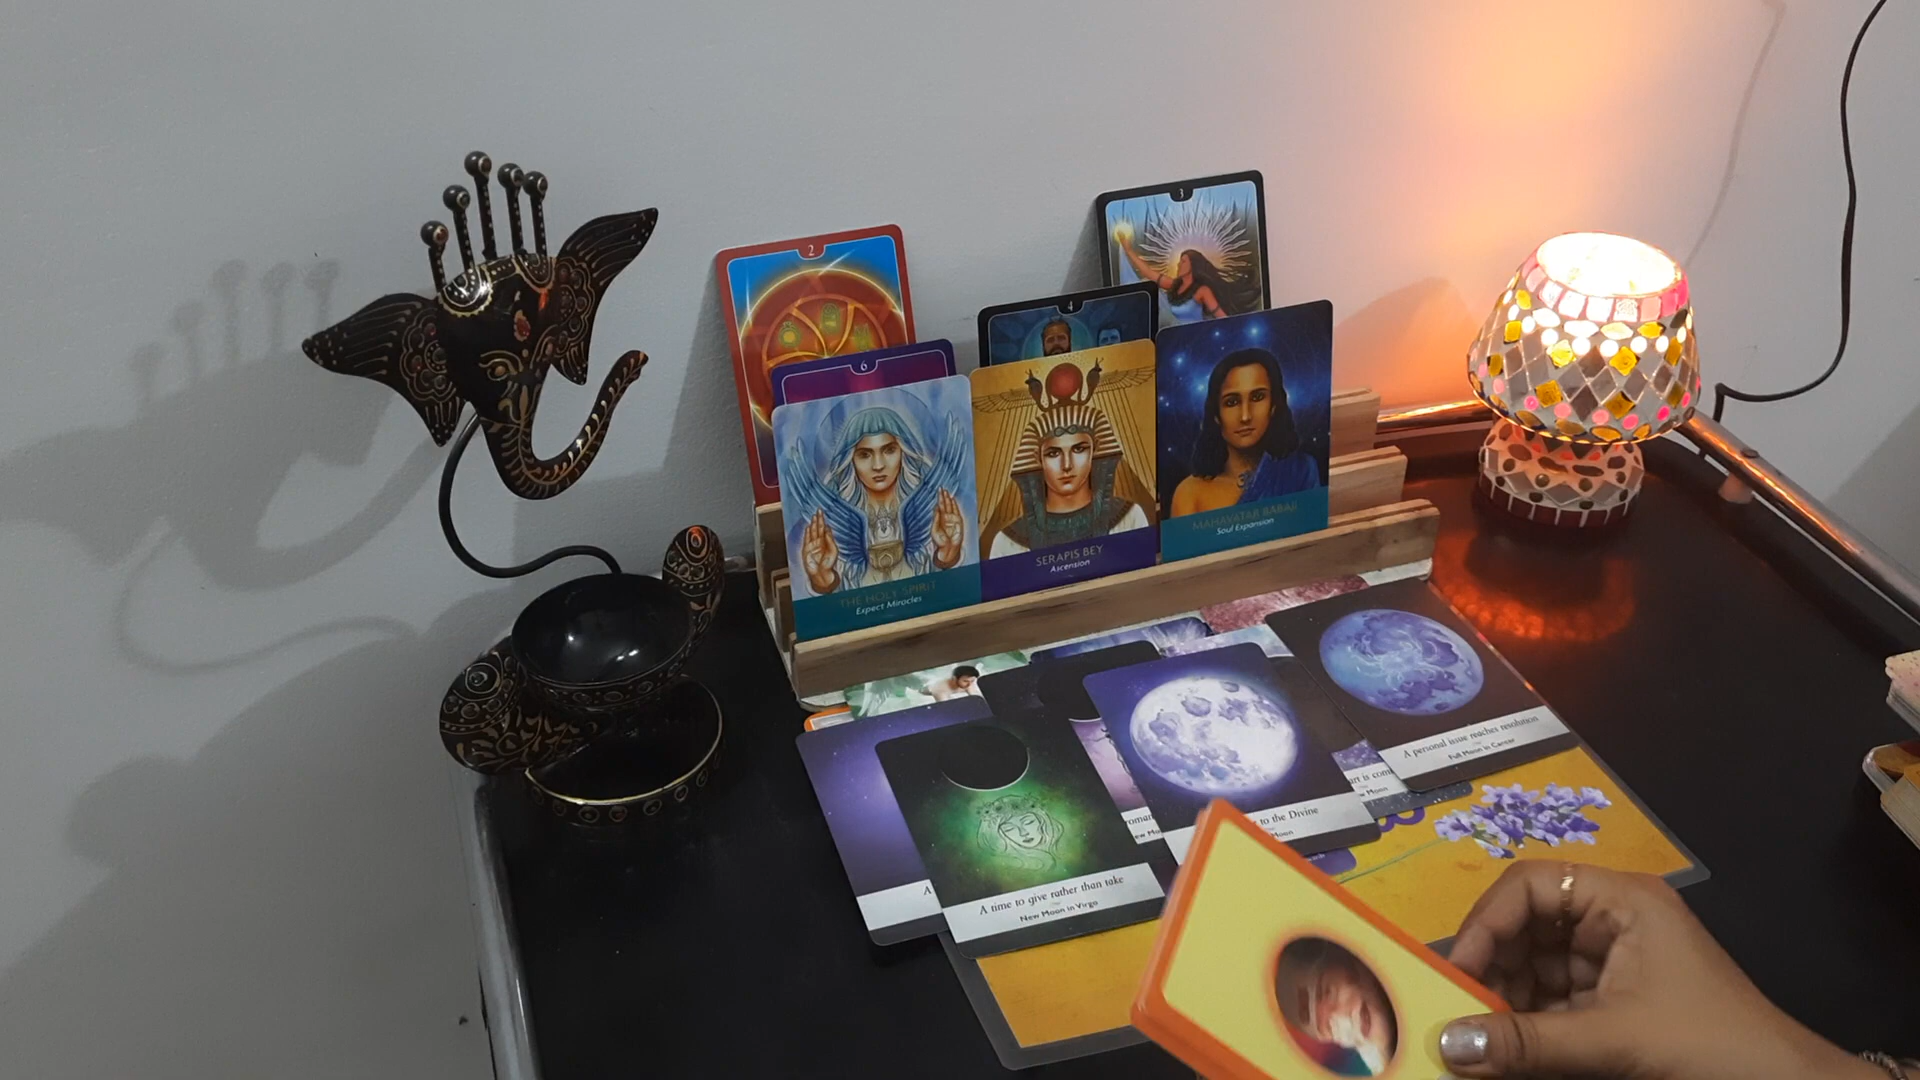 2
3
4
6
THE HOLY SPIRIT
Expect Miracles
SERAPIS BEY
Ascension
MAHAVATAR BABAJI
Soul Expansion
A personal issue reaches resolution
Full Moon in Cancer
to the Divine
Moon
A
A time to give rather than take
New Moon in Virgo